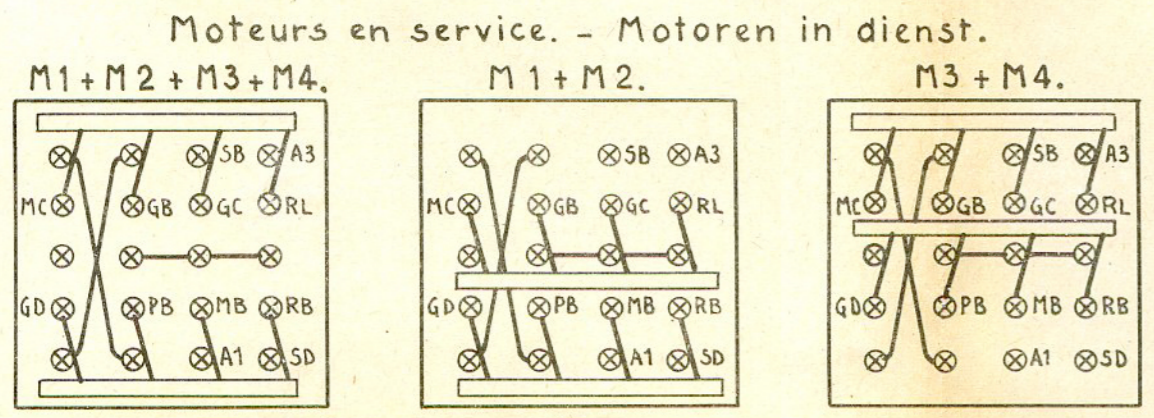 Moteurs en service. - Motoren in dienst.
M1+M2+M3+M4.
SB A3
MC GB GC RL
GD PB MB RB
A1 SD
M1+M2.
SB A3
MC GB GC RL
GD PB MB RB
A1 SD
M3+M4.
SB A3
MC GB GC RL
GD PB MB RB
A1 SD